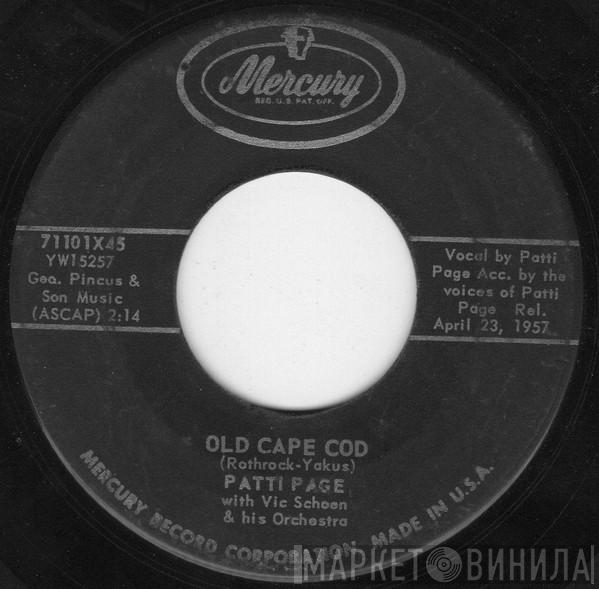 Mercury
REG. U.S. PAT. OFF.
71101X45
YW15257
Geo. Pincus &
Son Music
(ASCAP) 2:14
Vocal by Patti
Page Acc. by the
voices of Patti
Page Rel.
April 23, 1957
OLD CAPE COD
(Rothrock-Yakus)
PATTI PAGE
with Vic Schoen
& his Orchestra
MERCURY RECORD CORPORATION MADE IN U.S.A.
МАРКЕТ ВИНИЛА